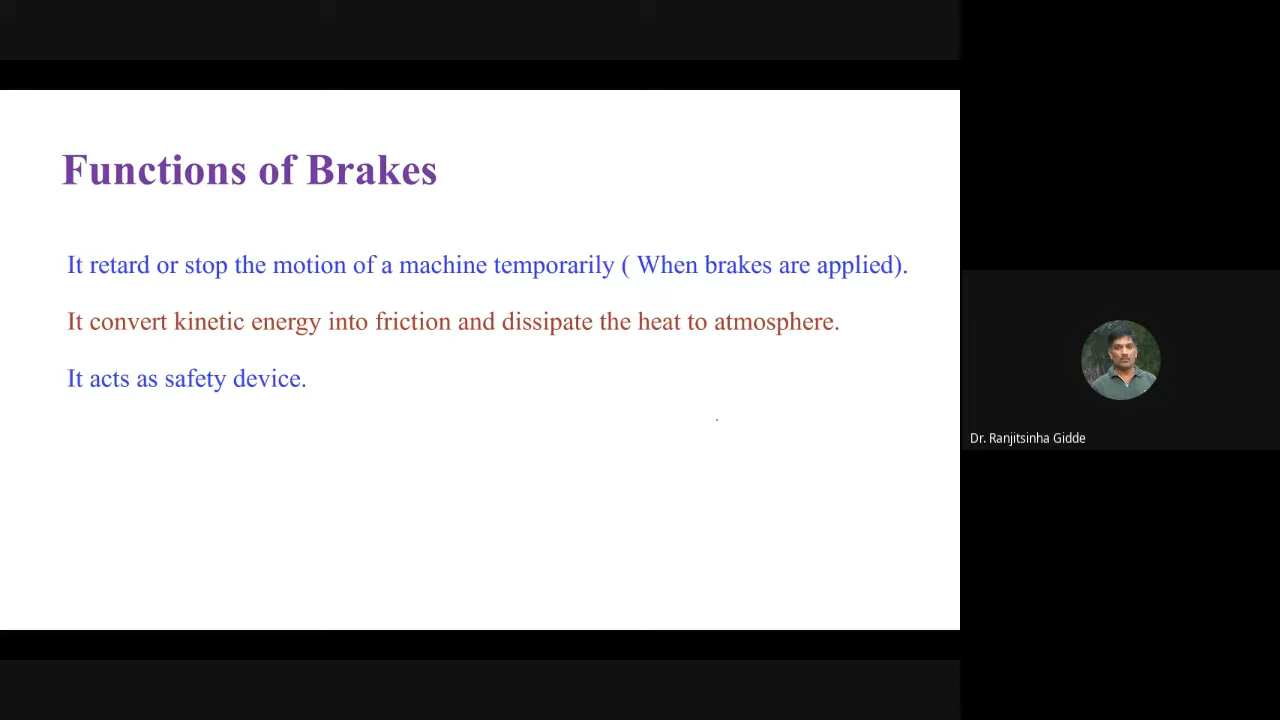 Functions of Brakes
It retard or stop the motion of a machine temporarily ( When brakes are applied).
It convert kinetic energy into friction and dissipate the heat to atmosphere.
It acts as safety device.
Dr. Ranjitsinha Gidde